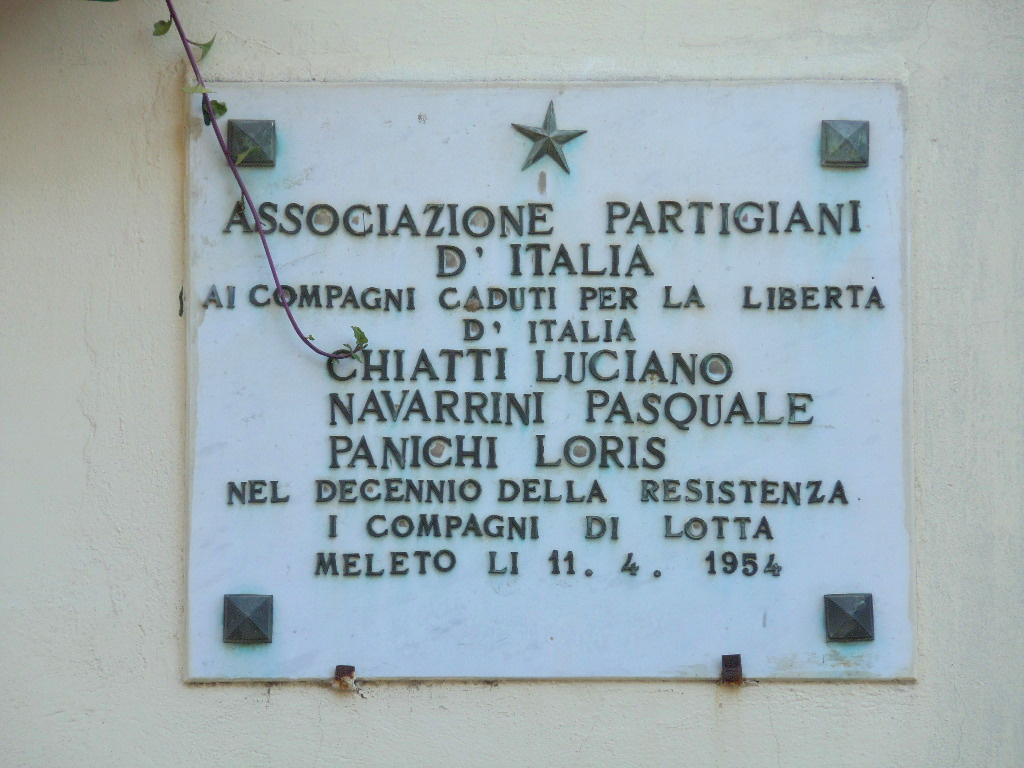 ASSOCIAZIONE PARTIGIANI
D' ITALIA
AI COMPAGNI CADUTI PER LA LIBERTA
D' ITALIA
CHIATTI LUCIANO
NAVARRINI PASQUALE
PANICHI LORIS
NEL DECENNIO DELLA RESISTENZA
I COMPAGNI DI LOTTA
MELETO LI 11. 4. 1954